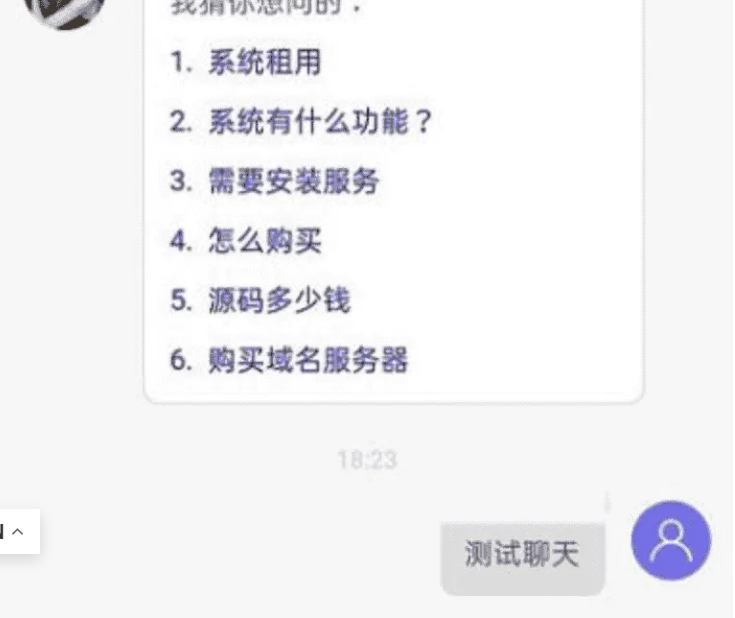 我猜你想问的：
1. 系统租用
2. 系统有什么功能？
3. 需要安装服务
4. 怎么购买
5. 源码多少钱
6. 购买域名服务器
18:23
测试聊天